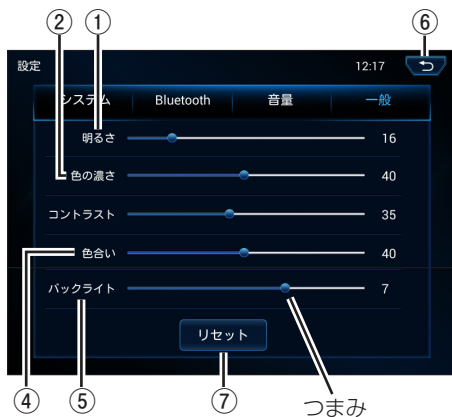 ② ① ⑥
設定 12:17
システム Bluetooth 音量 一般
明るさ 16
色の濃さ 40
コントラスト 35
色合い 40
バックライト 7
リセット
④ ⑤ ⑦ つまみ